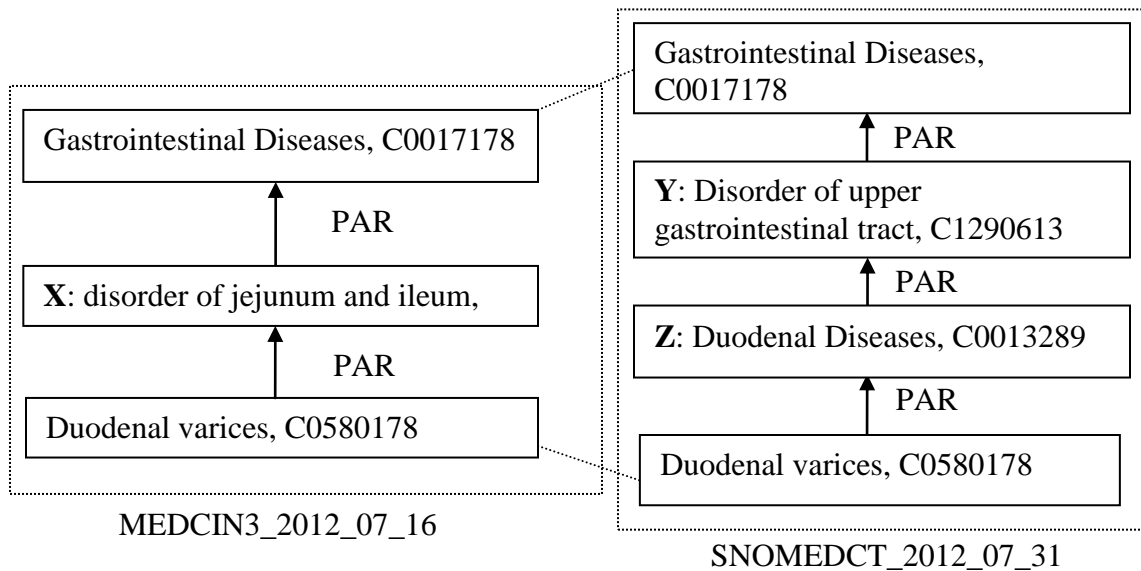 Gastrointestinal Diseases, C0017178
PAR
X: disorder of jejunum and ileum,
PAR
Duodenal varices, C0580178
MEDCIN3_2012_07_16
Gastrointestinal Diseases,
C0017178
PAR
Y: Disorder of upper
gastrointestinal tract, C1290613
PAR
Z: Duodenal Diseases, C0013289
PAR
Duodenal varices, C0580178
SNOMEDCT_2012_07_31